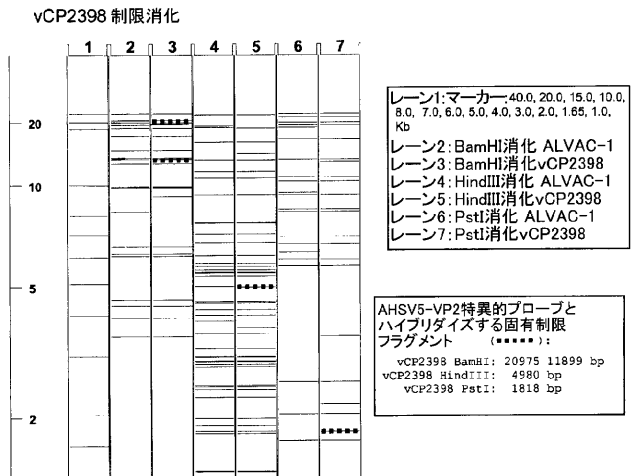 vCP2398 制限消化
1 2 3 4 5 6 7
20
10
5
2
レーン1:マーカー:40.0, 20.0, 15.0, 10.0,
8.0, 7.0, 6.0, 5.0, 4.0, 3.0, 2.0, 1.65, 1.0,
Kb
レーン2:BamHI消化 ALVAC-1
レーン3:BamHI消化vCP2398
レーン4:HindIII消化 ALVAC-1
レーン5:HindIII消化vCP2398
レーン6:PstI消化 ALVAC-1
レーン7:PstI消化vCP2398
AHSV5-VP2特異的プローブと
ハイブリダイズする固有制限
フラグメント (▪▪▪▪▪):
vCP2398 BamHI: 20975 11899 bp
vCP2398 HindIII: 4980 bp
vCP2398 PstI: 1818 bp